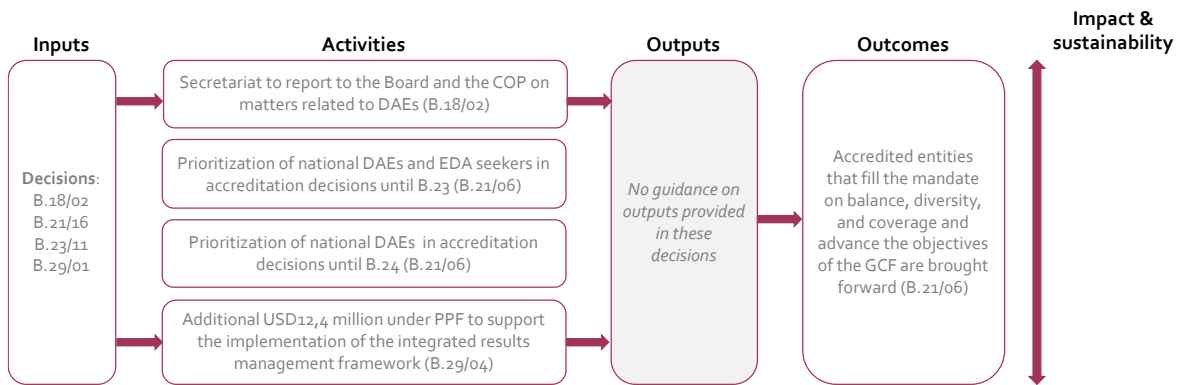 Inputs
Activities
Outputs
Outcomes
Impact &
sustainability
Decisions:
B.18/02
B.21/16
B.23/11
B.29/01
Secretariat to report to the Board and the COP on
matters related to DAEs (B.18/02)
Prioritization of national DAEs and EDA seekers in
accreditation decisions until B.23 (B.21/06)
Prioritization of national DAEs in accreditation
decisions until B.24 (B.21/06)
Additional USD12,4 million under PPF to support
the implementation of the integrated results
management framework (B.29/04)
No guidance on
outputs provided
in these
decisions
Accredited entities
that fill the mandate
on balance, diversity,
and coverage and
advance the objectives
of the GCF are brought
forward (B.21/06)